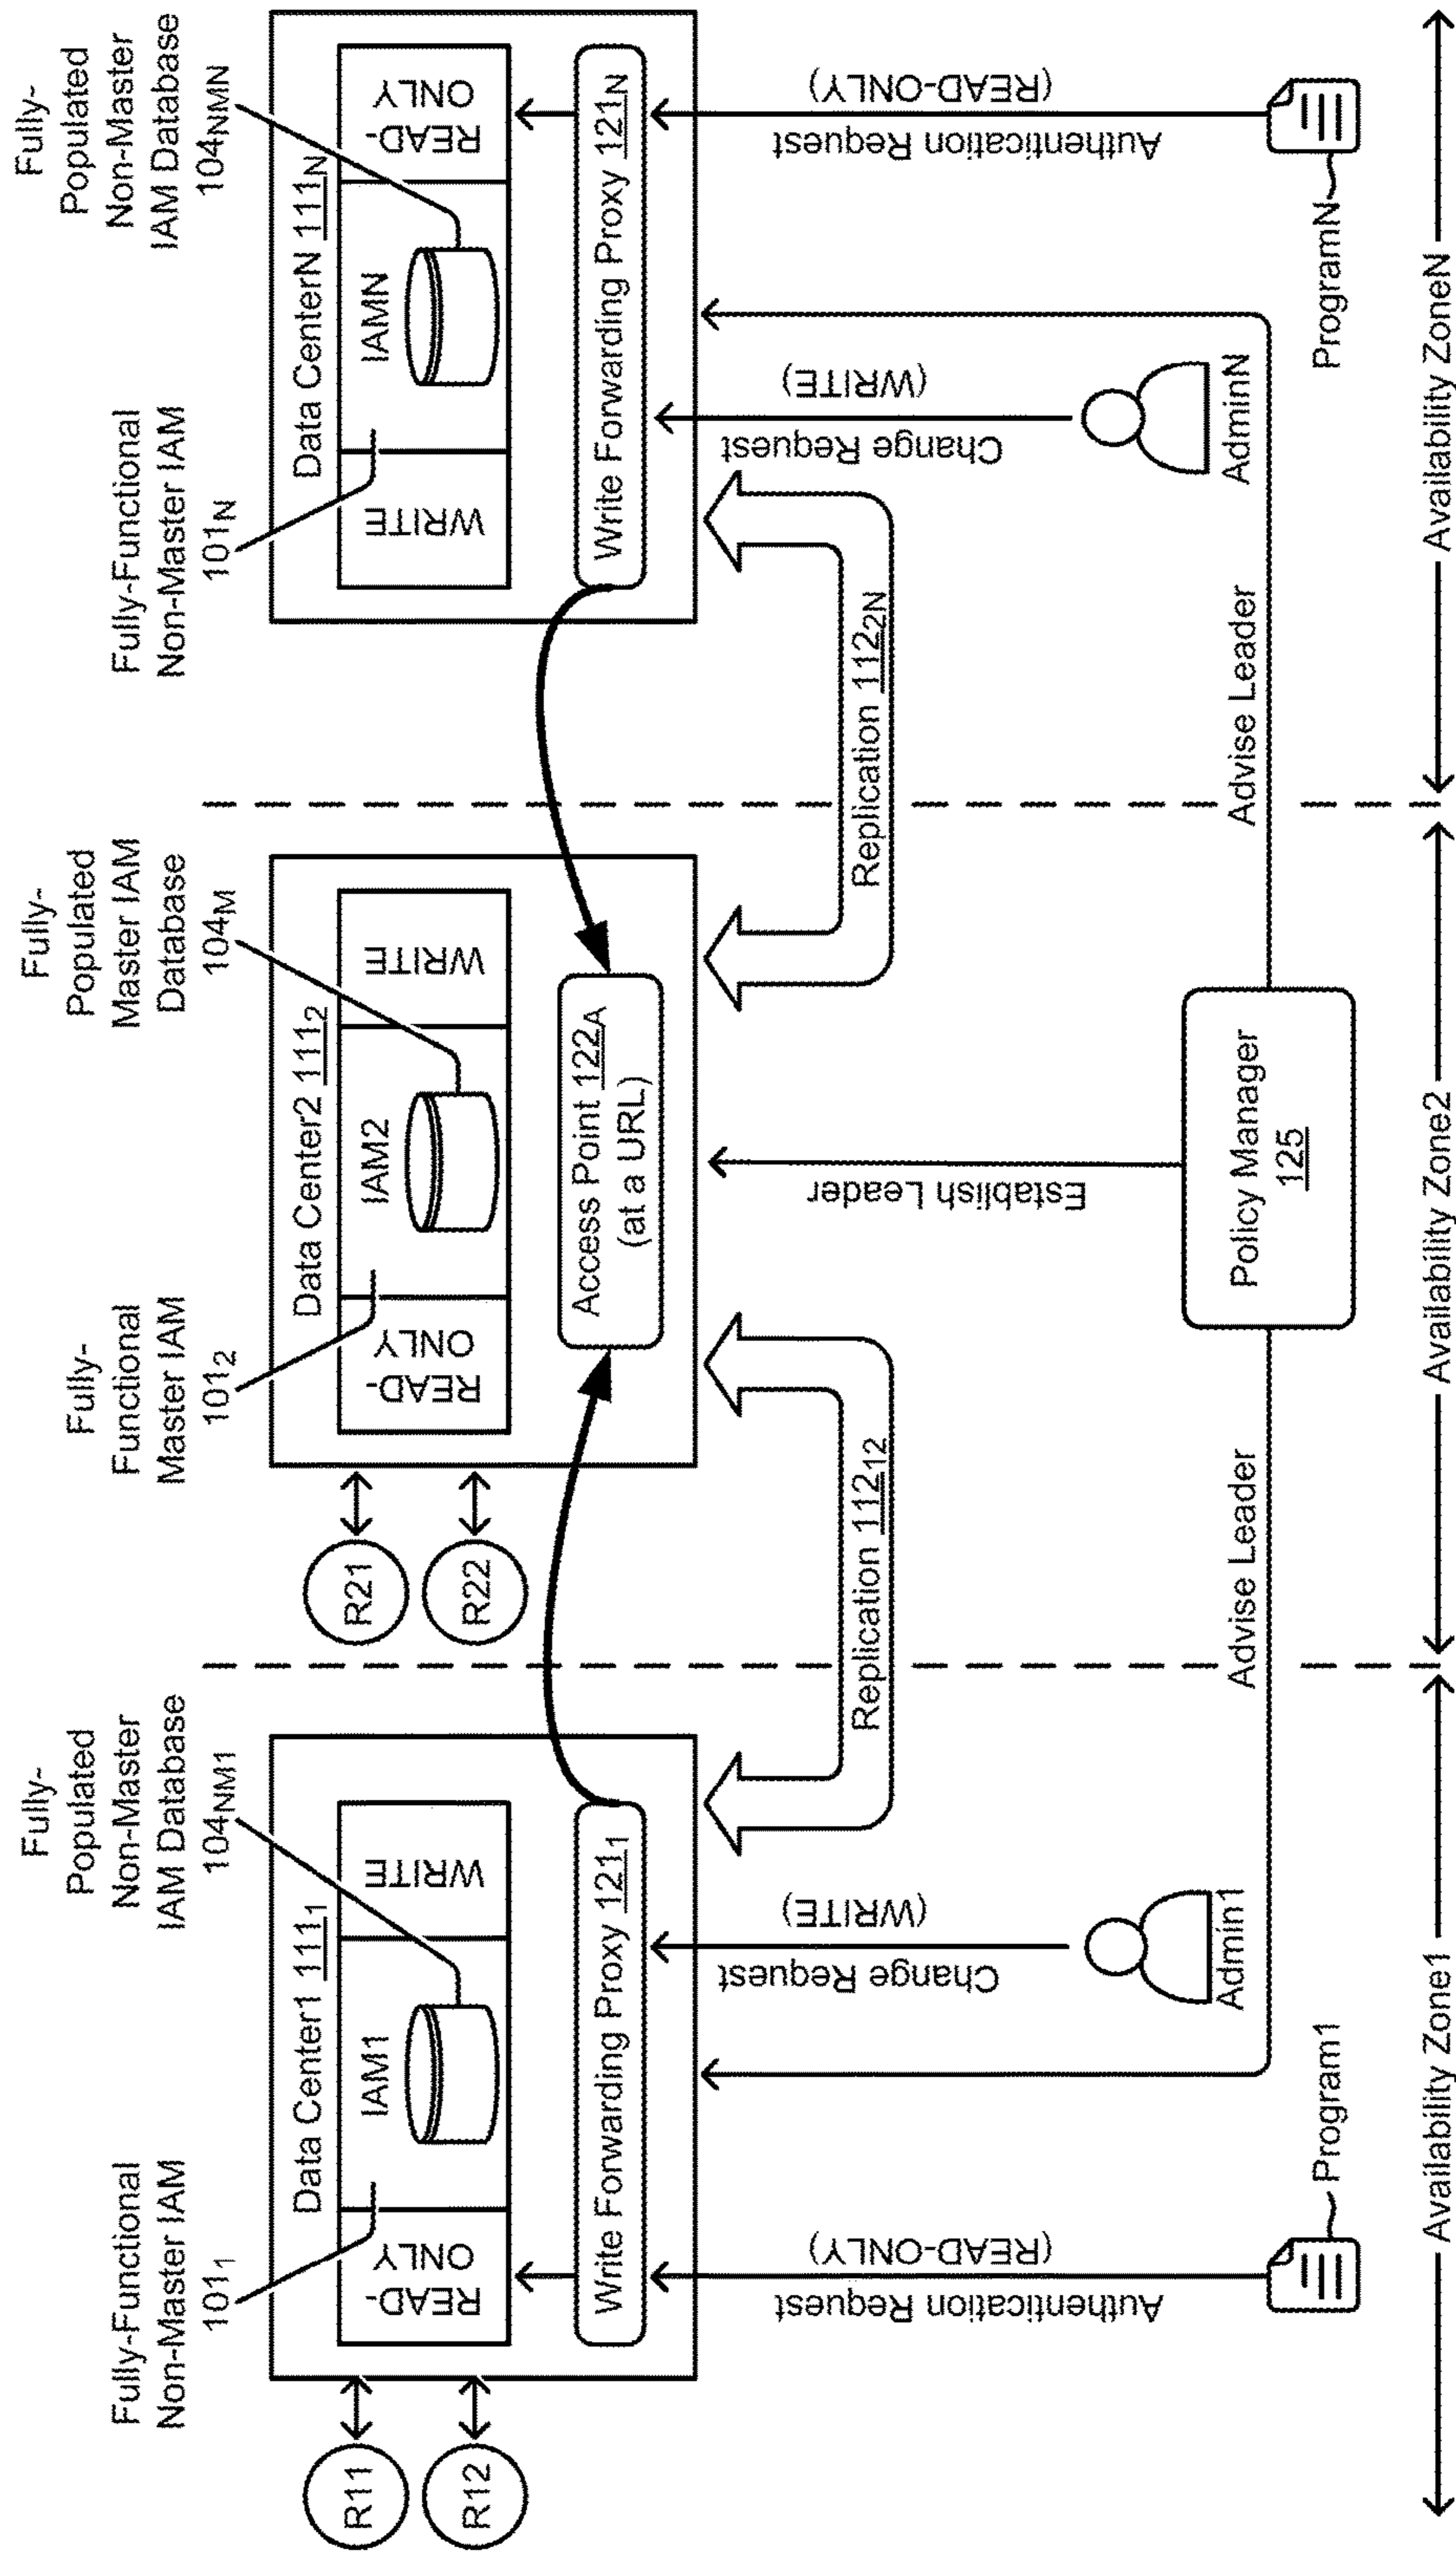 Fully-Functional
Non-Master IAM
101₁
Fully-
Populated
Non-Master
IAM Database
104NM1
Fully-
Functional
Master IAM
101₂
Fully-
Populated
Master IAM
Database
104M
Fully-Functional
Non-Master IAM
101N
Fully-
Populated
Non-Master
IAM Database
104NMN
R11
R12
Data Center1 111₁
READ-
ONLY
IAM1
WRITE
Write Forwarding Proxy 121₁
R21
R22
Data Center2 111₂
READ-
ONLY
IAM2
WRITE
Access Point 122A
(at a URL)
Data CenterN 111N
WRITE
IAMN
READ-
ONLY
Write Forwarding Proxy 121N
Authentication Request
(READ-ONLY)
Change Request
(WRITE)
Replication 112₁₂
Establish Leader
Replication 112₂N
Change Request
(WRITE)
Authentication Request
(READ-ONLY)
Program1
Admin1
Advise Leader
Policy Manager
125
Advise Leader
AdminN
ProgramN
Availability Zone1
Availability Zone2
Availability ZoneN